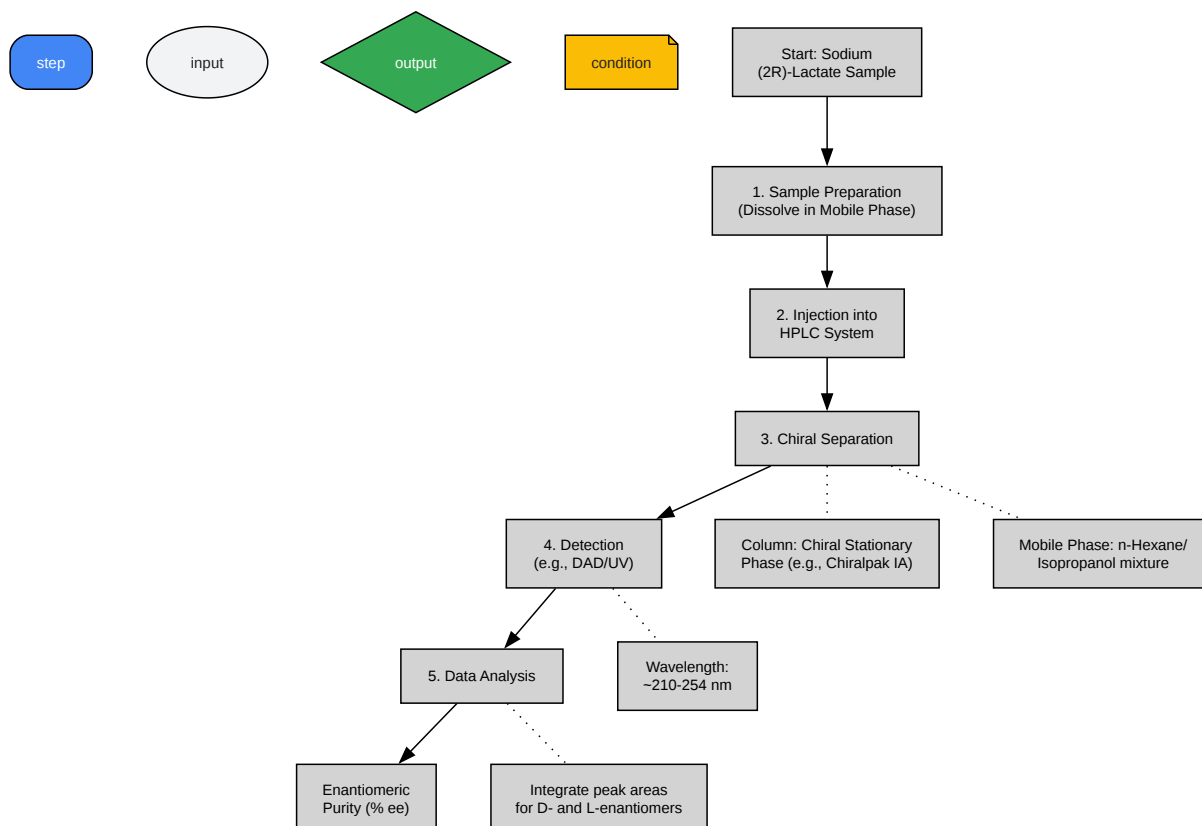 step
input
output
condition
Start: Sodium
(2R)-Lactate Sample
1. Sample Preparation
(Dissolve in Mobile Phase)
2. Injection into
HPLC System
3. Chiral Separation
4. Detection
(e.g., DAD/UV)
Column: Chiral Stationary
Phase (e.g., Chiralpak IA)
Mobile Phase: n-Hexane/
Isopropanol mixture
5. Data Analysis
Wavelength:
~210-254 nm
Enantiomeric
Purity (% ee)
Integrate peak areas
for D- and L-enantiomers